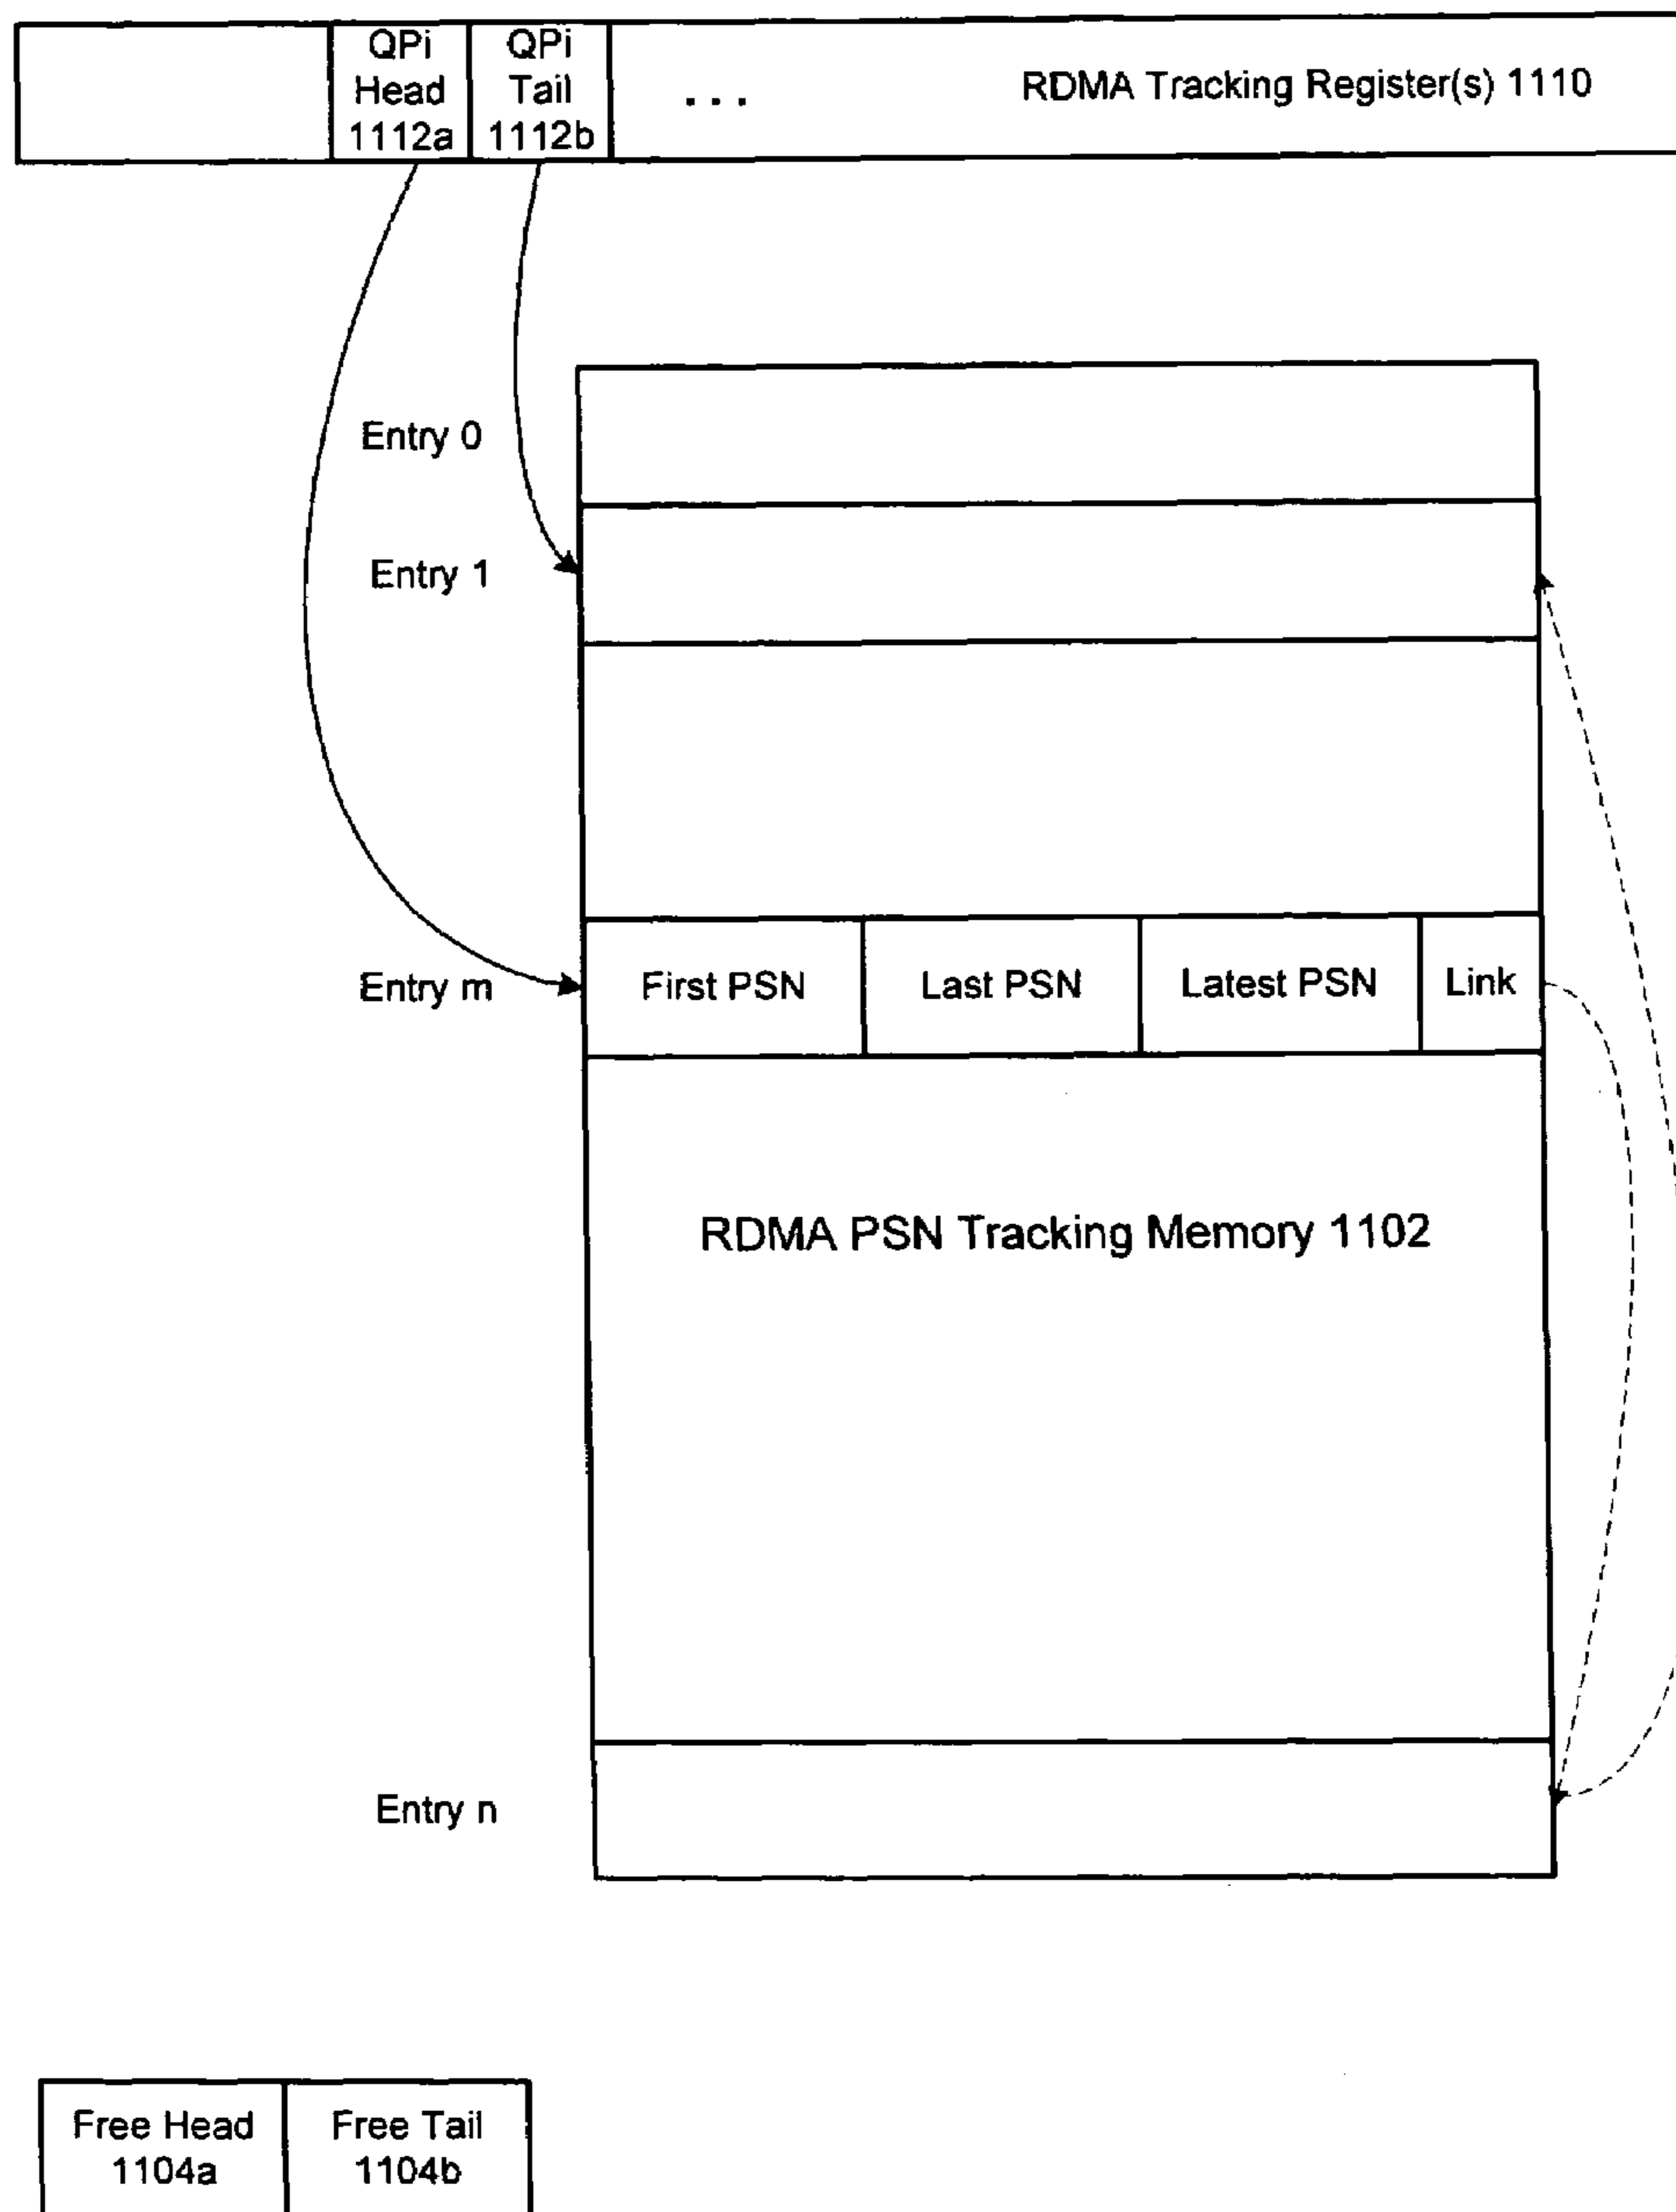 QPi
Head
1112a
QPi
Tail
1112b
...
RDMA Tracking Register(s) 1110
Entry 0
Entry 1
Entry m
First PSN
Last PSN
Latest PSN
Link
RDMA PSN Tracking Memory 1102
Entry n
Free Head
1104a
Free Tail
1104b